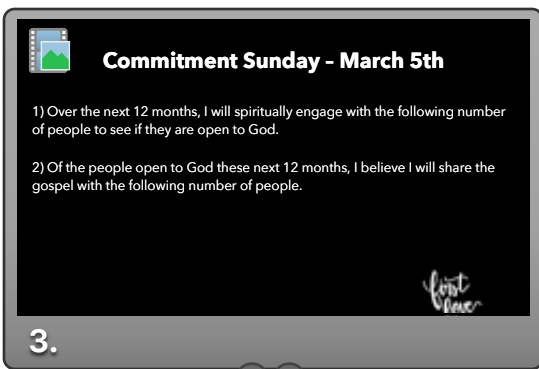 Commitment Sunday – March 5th
1) Over the next 12 months, I will spiritually engage with the following number
of people to see if they are open to God.
2) Of the people open to God these next 12 months, I believe I will share the
gospel with the following number of people.
3.